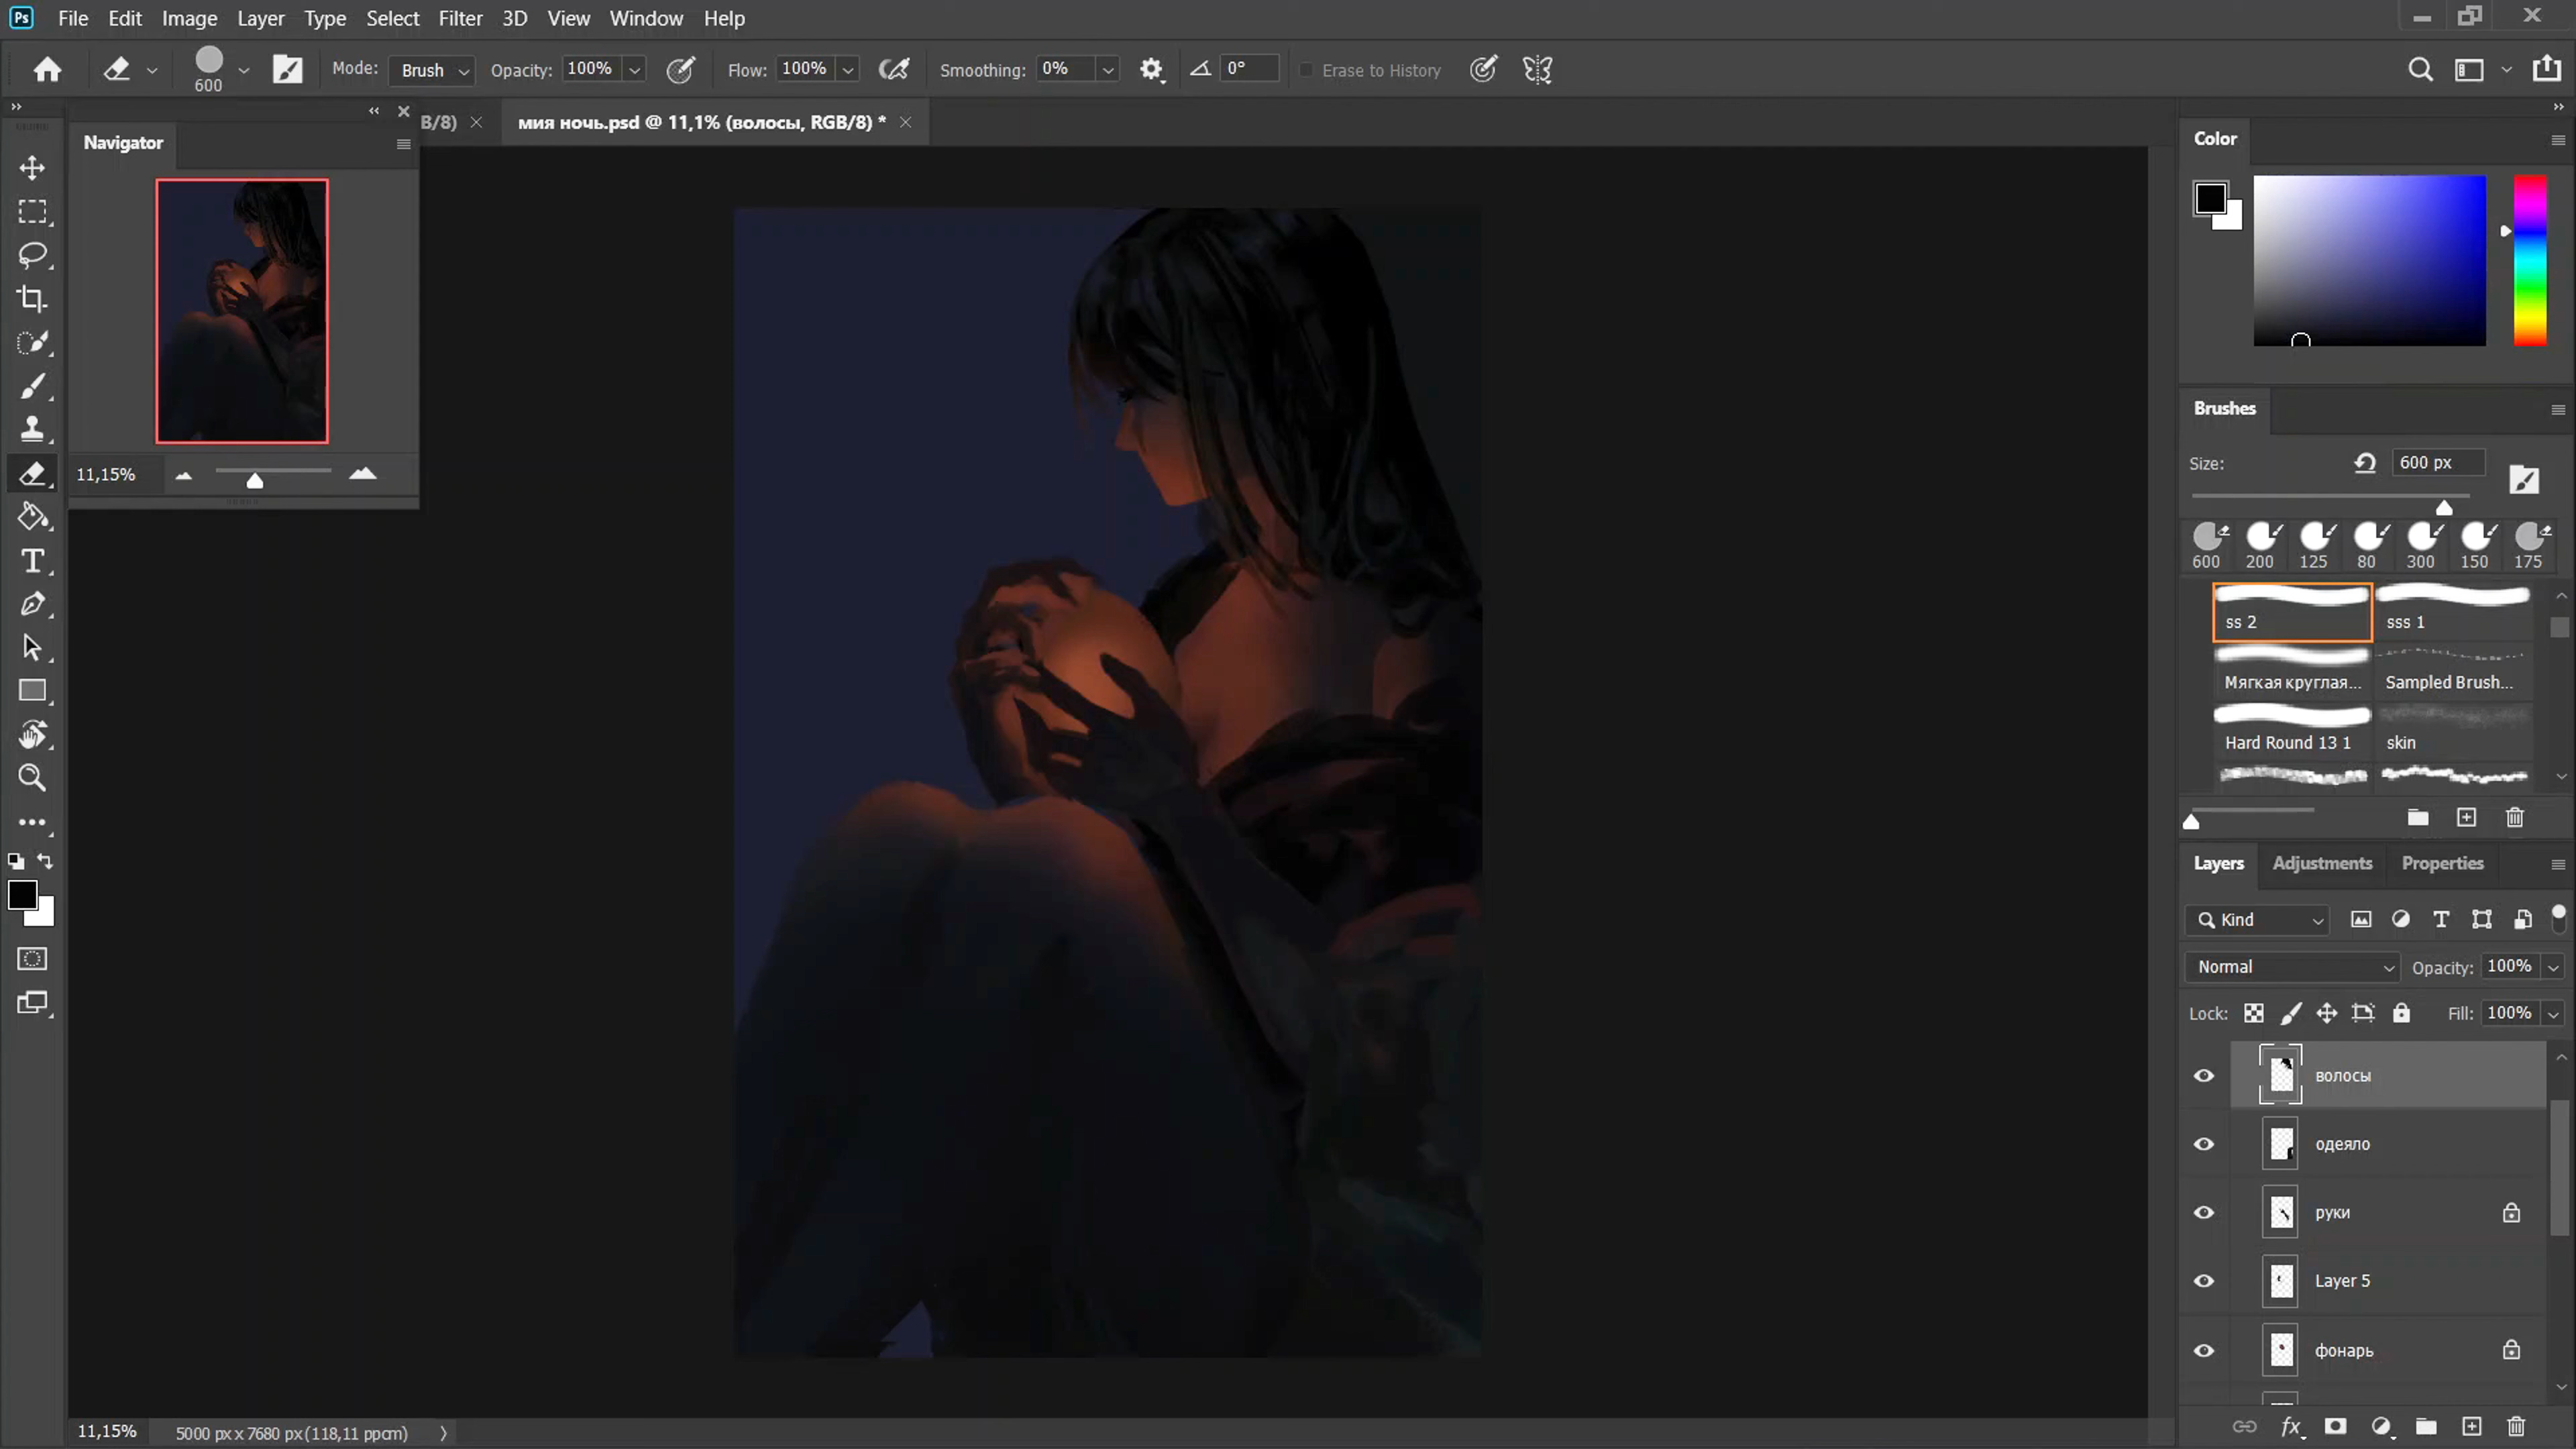 Ps File Edit Image Layer Type Select Filter 3D View Window Help
600 Mode: Brush Opacity: 100% Flow: 100% Smoothing: 0% 0° Erase to History
B/8) мия ночь.psd @ 11,1% (волосы, RGB/8) *
Navigator
11,15%
Color
Brushes
Size: 600 px
600 200 125 80 300 150 175
ss 2 sss 1
Мягкая круглая... Sampled Brush...
Hard Round 13 1 skin
Layers Adjustments Properties
Kind
Normal Opacity: 100%
Lock: Fill: 100%
волосы
одеяло
руки
Layer 5
фонарь
11,15% 5000 px x 7680 px (118,11 ppcm)